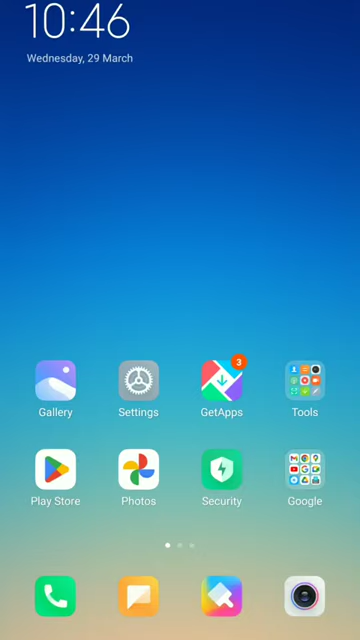 10:46
Wednesday, 29 March
3
Gallery Settings GetApps Tools
Play Store Photos Security Google